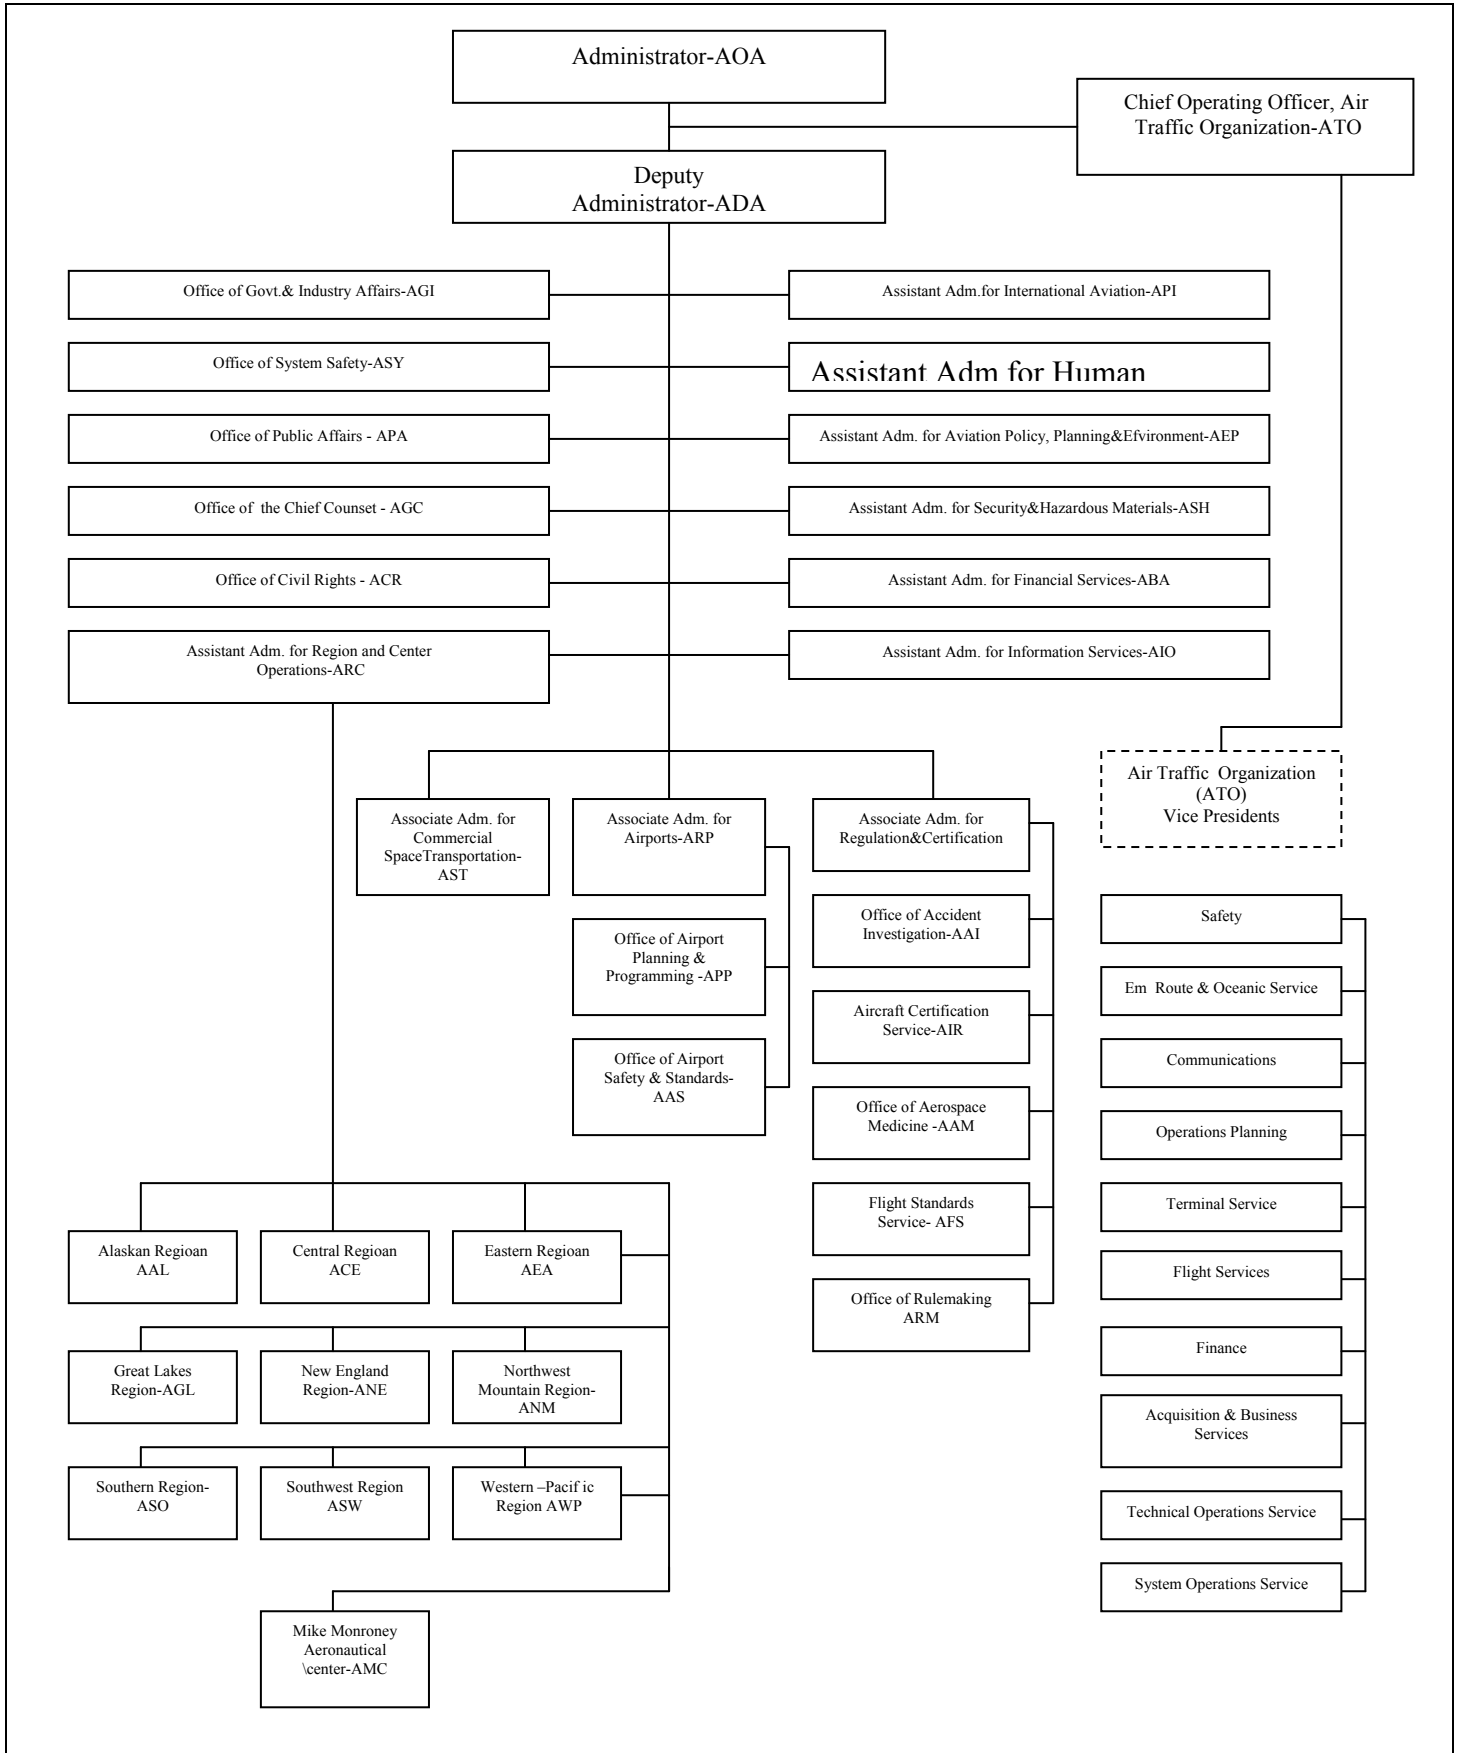 Administrator-AOA
Chief Operating Officer, Air
Traffic Organization-ATO
Deputy
Administrator-ADA
Office of Govt.& Industry Affairs-AGI
Assistant Adm.for International Aviation-API
Office of System Safety-ASY
Assistant Adm for Human
Office of Public Affairs - APA
Assistant Adm. for Aviation Policy, Planning&Efvironment-AEP
Office of  the Chief Counset - AGC
Assistant Adm. for Security&Hazardous Materials-ASH
Office of Civil Rights - ACR
Assistant Adm. for Financial Services-ABA
Assistant Adm. for Region and Center
Operations-ARC
Assistant Adm. for Information Services-AIO
Associate Adm. for
Commercial
SpaceTransportation-
AST
Associate Adm. for
Airports-ARP
Office of Airport
Planning &
Programming -APP
Office of Airport
Safety & Standards-
AAS
Associate Adm. for
Regulation&Certification
Office of Accident
Investigation-AAI
Aircraft Certification
Service-AIR
Office of Aerospace
Medicine -AAM
Flight Standards
Service- AFS
Office of Rulemaking
ARM
Air Traffic  Organization
(ATO)
Vice Presidents
Safety
Em  Route & Oceanic Service
Communications
Operations Planning
Terminal Service
Flight Services
Finance
Acquisition & Business
Services
Technical Operations Service
System Operations Service
Alaskan Regioan
AAL
Central Regioan
ACE
Eastern Regioan
AEA
Great Lakes
Region-AGL
New England
Region-ANE
Northwest
Mountain Region-
ANM
Southern Region-
ASO
Southwest Region
ASW
Western –Pacif ic
Region AWP
Mike Monroney
Aeronautical
\center-AMC